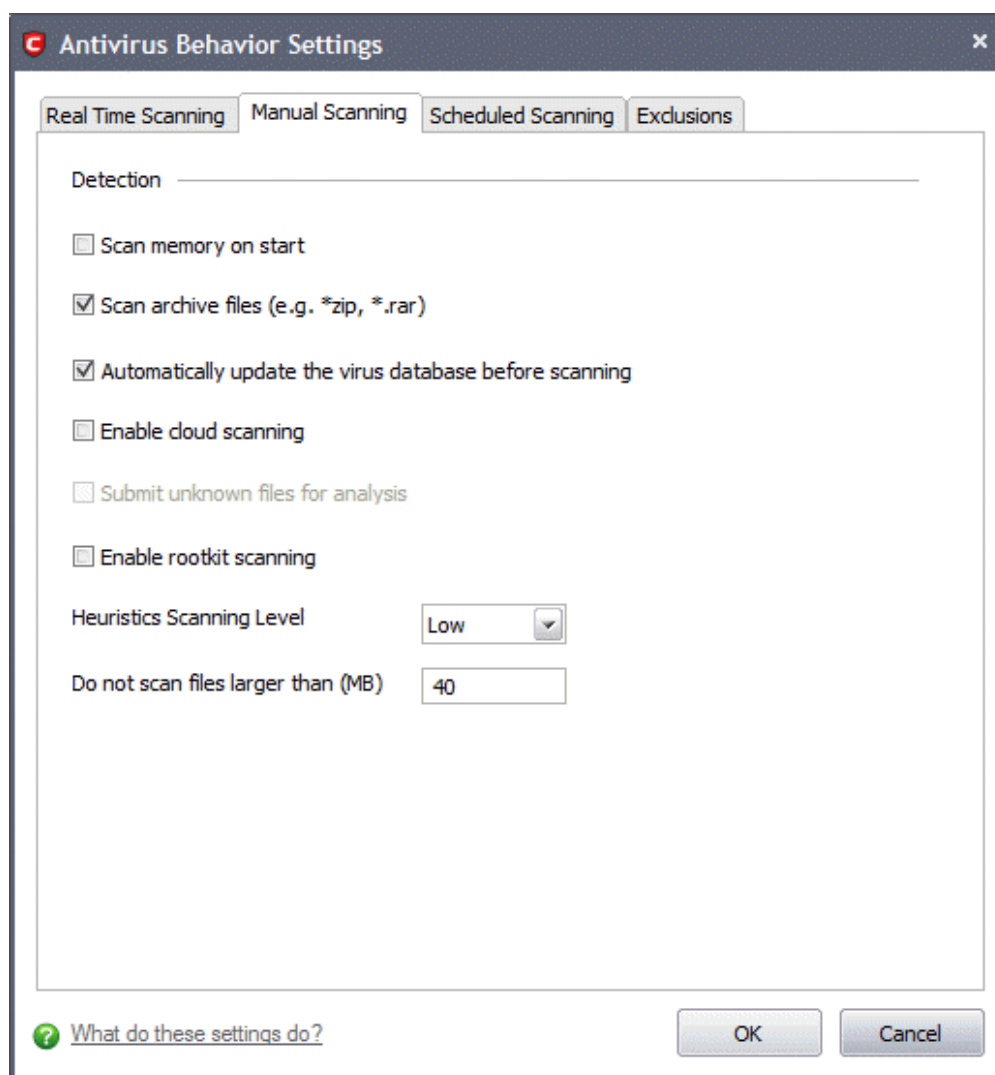 Antivirus Behavior Settings
Real Time Scanning
Manual Scanning
Scheduled Scanning
Exclusions
Detection
Scan memory on start
Scan archive files (e.g. *zip, *.rar)
Automatically update the virus database before scanning
Enable cloud scanning
Submit unknown files for analysis
Enable rootkit scanning
Heuristics Scanning Level Low
Do not scan files larger than (MB) 40
What do these settings do?
OK
Cancel